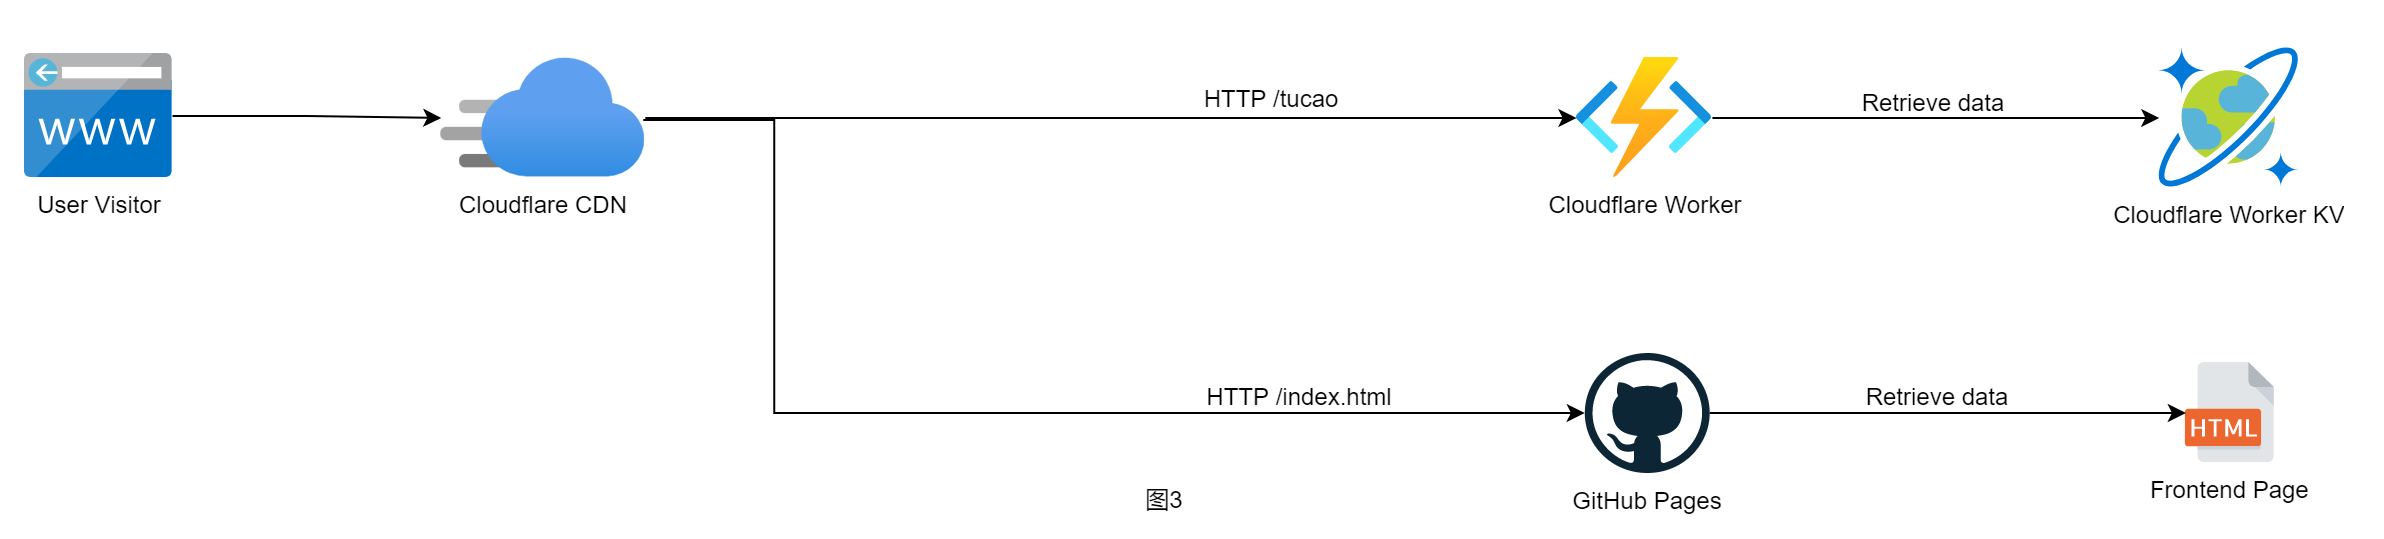 WWW
User Visitor
Cloudflare CDN
HTTP /tucao
Cloudflare Worker
Retrieve data
Cloudflare Worker KV
HTTP /index.html
GitHub Pages
Retrieve data
HTML
Frontend Page
图3